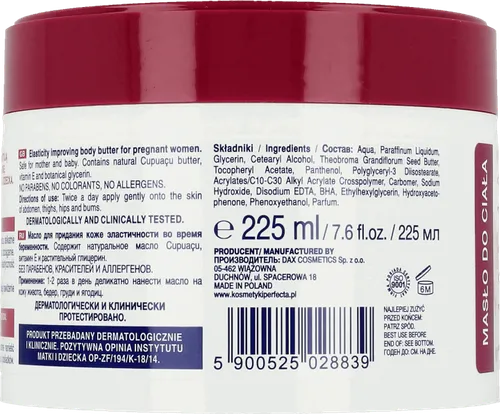 GB Elasticity improving body butter for pregnant women.
Safe for mother and baby. Contains natural Cupuaçu butter,
vitamin E and botanical glycerin.
NO PARABENS, NO COLORANTS, NO ALLERGENS.
Directions of use: Twice a day apply gently onto the skin
of abdomen, thighs, hips and bums.
DERMATOLOGICALLY AND CLINICALLY TESTED.
Масло для придания коже эластичности во время
беременности. Содержит натуральное масло Cupuaçu,
витамин Е и растительный глицерин.
БЕЗ ПАРАБЕНОВ, КРАСИТЕЛЕЙ И АЛЛЕРГЕНОВ.
Применение: 1-2 раза в день деликатно нанести масло на
кожу живота, бедер, груди и ягодиц.
ДЕРМАТОЛОГИЧЕСКИ И КЛИНИЧЕСКИ
ПРОТЕСТИРОВАНО.
PRODUKT PRZEBADANY DERMATOLOGICZNIE
I KLINICZNIE. POZYTYWNA OPINIA INSTYTUTU
MATKI I DZIECKA OP-ZF/194/K-18/14.
Składniki / Ingredients / Состав: Aqua, Paraffinum Liquidum,
Glycerin, Cetearyl Alcohol, Theobroma Grandiflorum Seed Butter,
Tocopheryl Acetate, Panthenol, Polyglyceryl-3 Diisostearate,
Acrylates/C10-C30 Alkyl Acrylate Crosspolymer, Carbomer, Sodium
Hydroxide, Disodium EDTA, BHA, Ethylhexylglycerin, Hydroxyaceto-
phenone, Phenoxyethanol, Parfum.
℮ 225 ml / 7.6 fl.oz. / 225 мл
PRODUCENT/ MANUFACTURED BY
ПРОИЗВОДИТЕЛЬ: DAX COSMETICS Sp. z o.o.
05-462 WIĄZOWNA
DUCHNÓW, UL. SPACEROWA 18
MADE IN POLAND
www.kosmetykiperfecta.pl
5 900525 028839
ISO
9001
6M
NAJLEPIEJ ZUŻYĆ
PRZED KOŃCEM:
PATRZ SPÓD.
BEST USE BEFORE
END OF: SEE BOTTOM.
ГОДЕН ДО: СМ. НА ДНЕ.
MASŁO DO CIAŁA